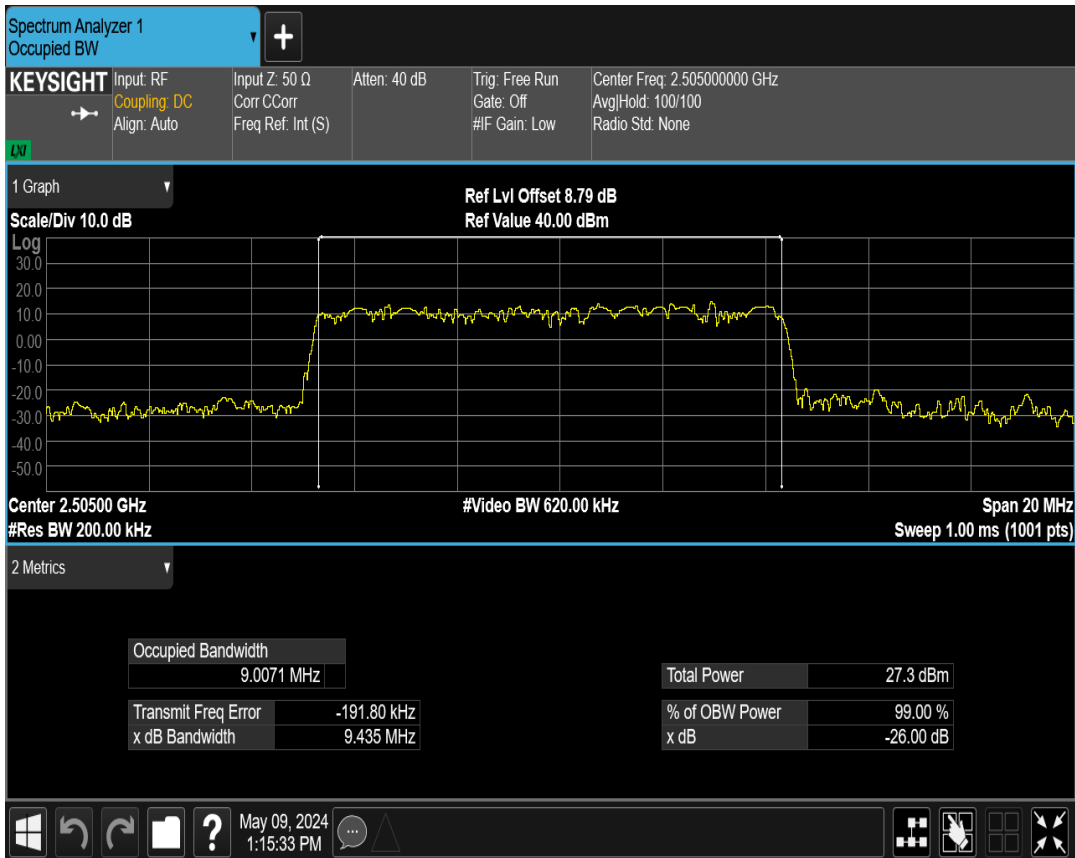 Spectrum Analyzer 1
Occupied BW
KEYSIGHT
LXI
Input: RF
Coupling: DC
Align: Auto
Input Z: 50 Ω
Corr CCorr
Freq Ref: Int (S)
Atten: 40 dB
Trig: Free Run
Gate: Off
#IF Gain: Low
Center Freq: 2.505000000 GHz
Avg|Hold: 100/100
Radio Std: None
1 Graph
Scale/Div 10.0 dB
Ref Lvl Offset 8.79 dB
Ref Value 40.00 dBm
Log
30.0
20.0
10.0
0.00
-10.0
-20.0
-30.0
-40.0
-50.0
Center 2.50500 GHz
#Video BW 620.00 kHz
Span 20 MHz
#Res BW 200.00 kHz
Sweep 1.00 ms (1001 pts)
2 Metrics
Occupied Bandwidth
9.0071 MHz
Transmit Freq Error -191.80 kHz
x dB Bandwidth 9.435 MHz
Total Power 27.3 dBm
% of OBW Power 99.00 %
x dB -26.00 dB
?
May 09, 2024
1:15:33 PM